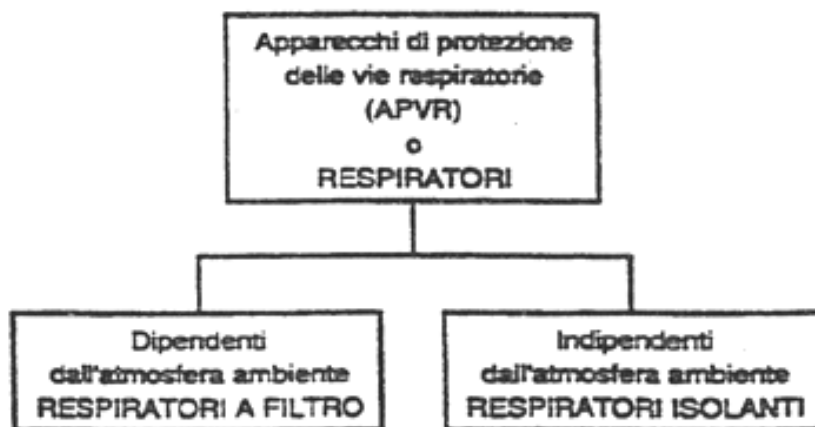 Apparecchi di protezione
delle vie respiratorie
(APVR)
o
RESPIRATORI
Dipendenti
dall'atmosfera ambiente
RESPIRATORI A FILTRO
Indipendenti
dall'atmosfera ambiente
RESPIRATORI ISOLANTI